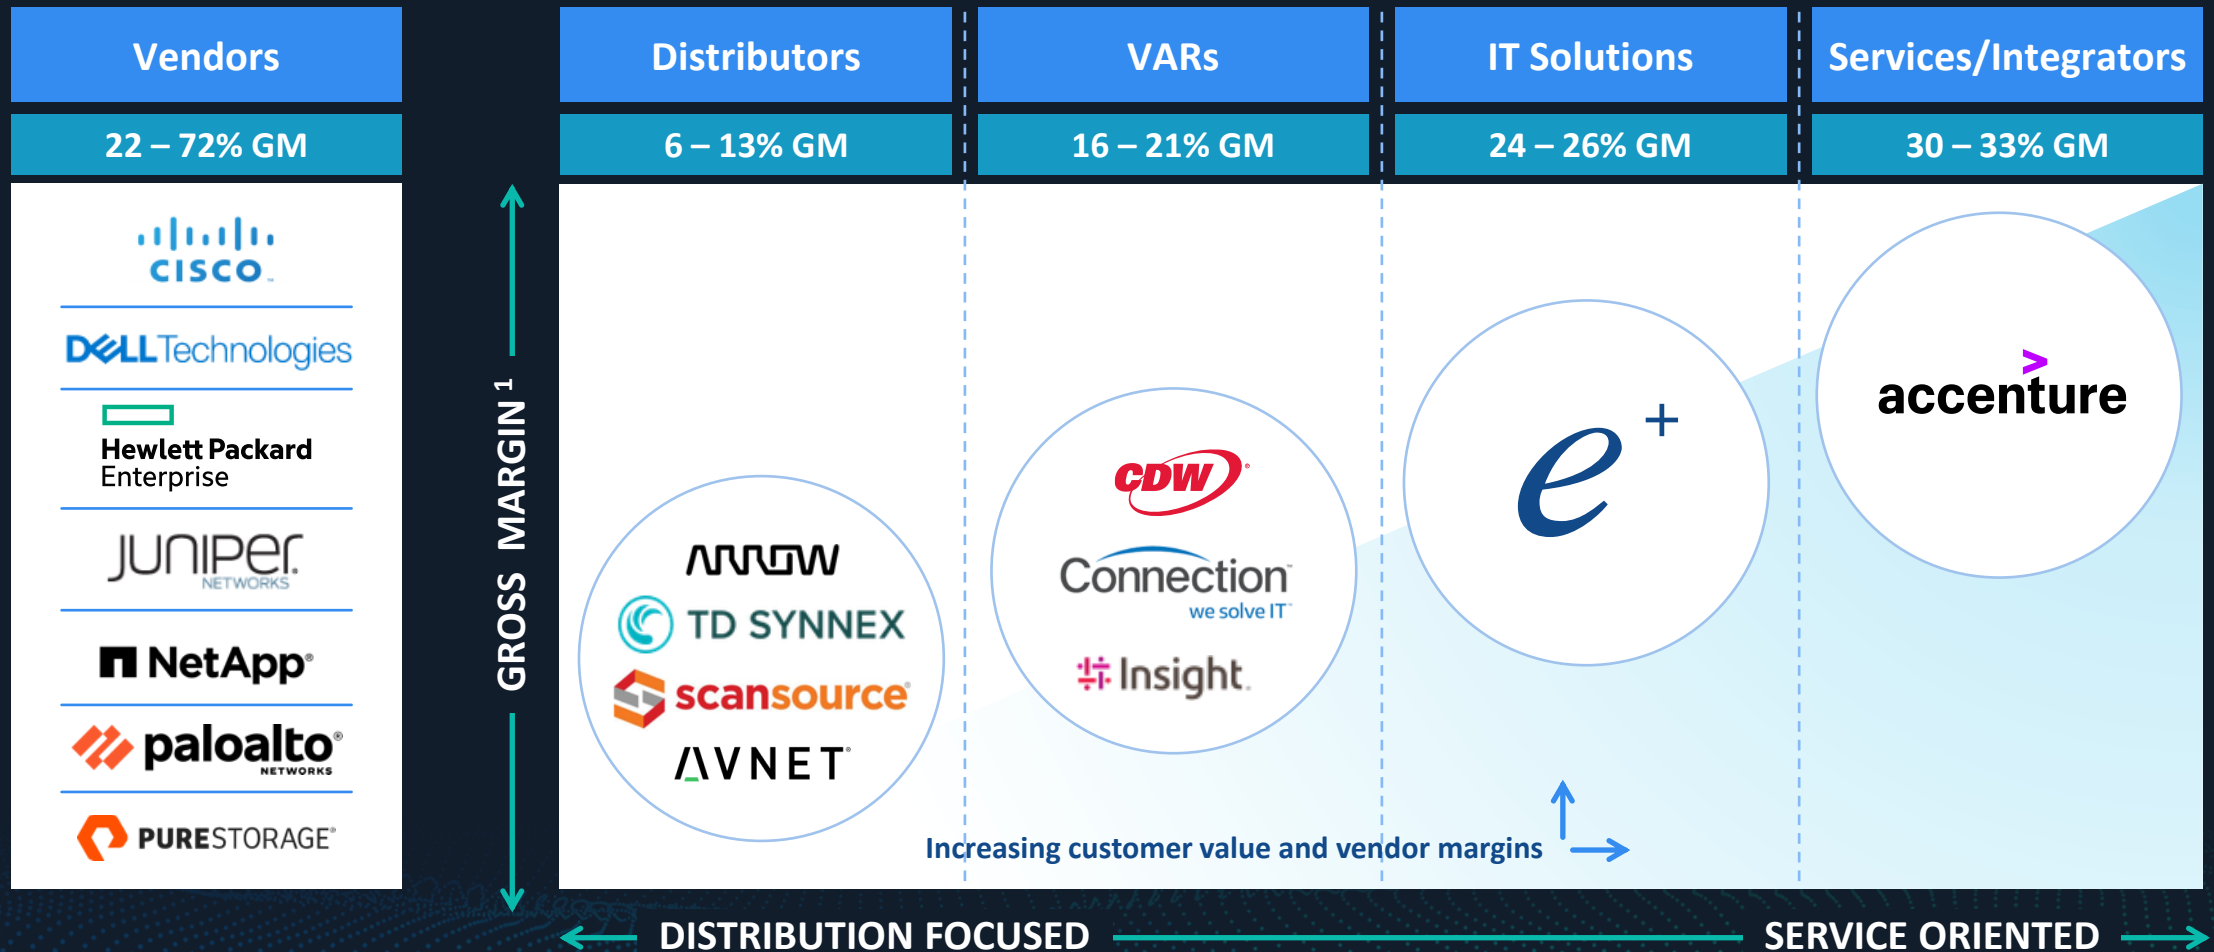 Vendors
Distributors
VARs
IT Solutions
Services/Integrators
22 – 72% GM
6 – 13% GM
16 – 21% GM
24 – 26% GM
30 – 33% GM
CISCO
DELL Technologies
Hewlett Packard
Enterprise
JUNIPER
NETWORKS
NetApp®
paloalto®
NETWORKS
PURESTORAGE®
GROSS MARGIN 1
ARROW
TD SYNNEX
scansource®
AVNET®
CDW®
Connection™
we solve IT™
Insight.
e+
accenture
Increasing customer value and vendor margins
DISTRIBUTION FOCUSED
SERVICE ORIENTED